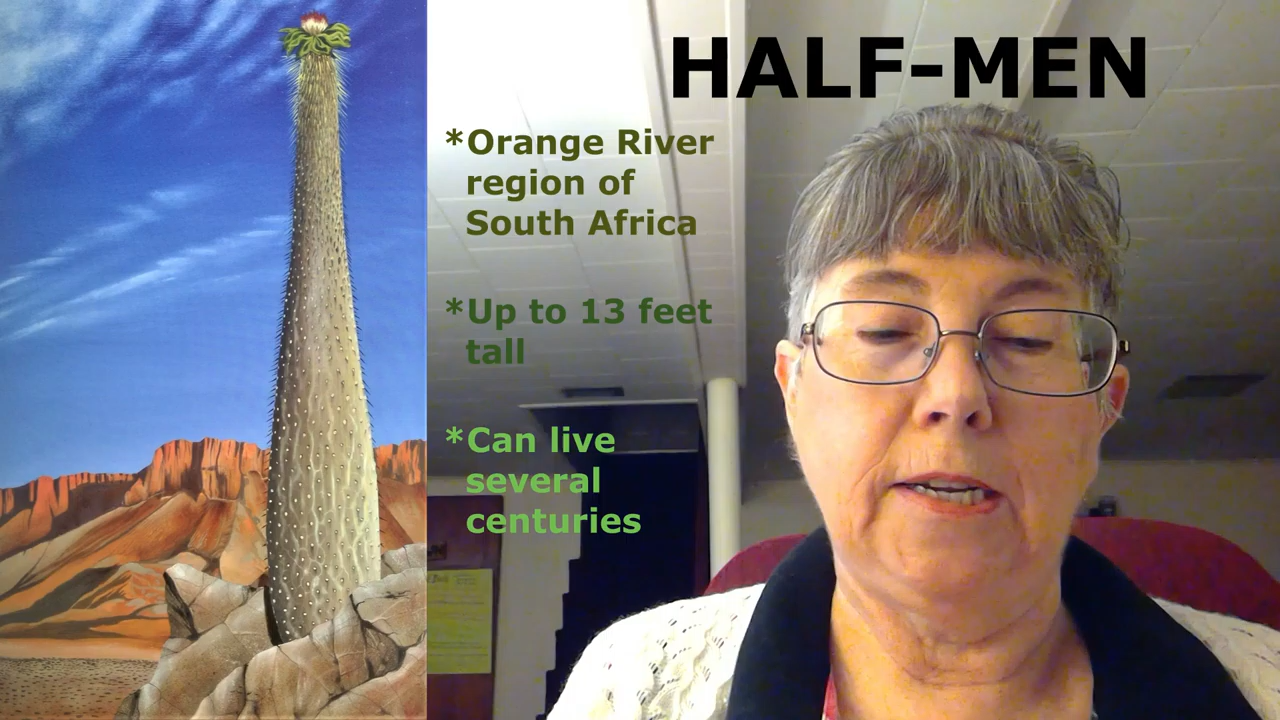 HALF-MEN
*Orange River
region of
South Africa
*Up to 13 feet
tall
*Can live
several
centuries